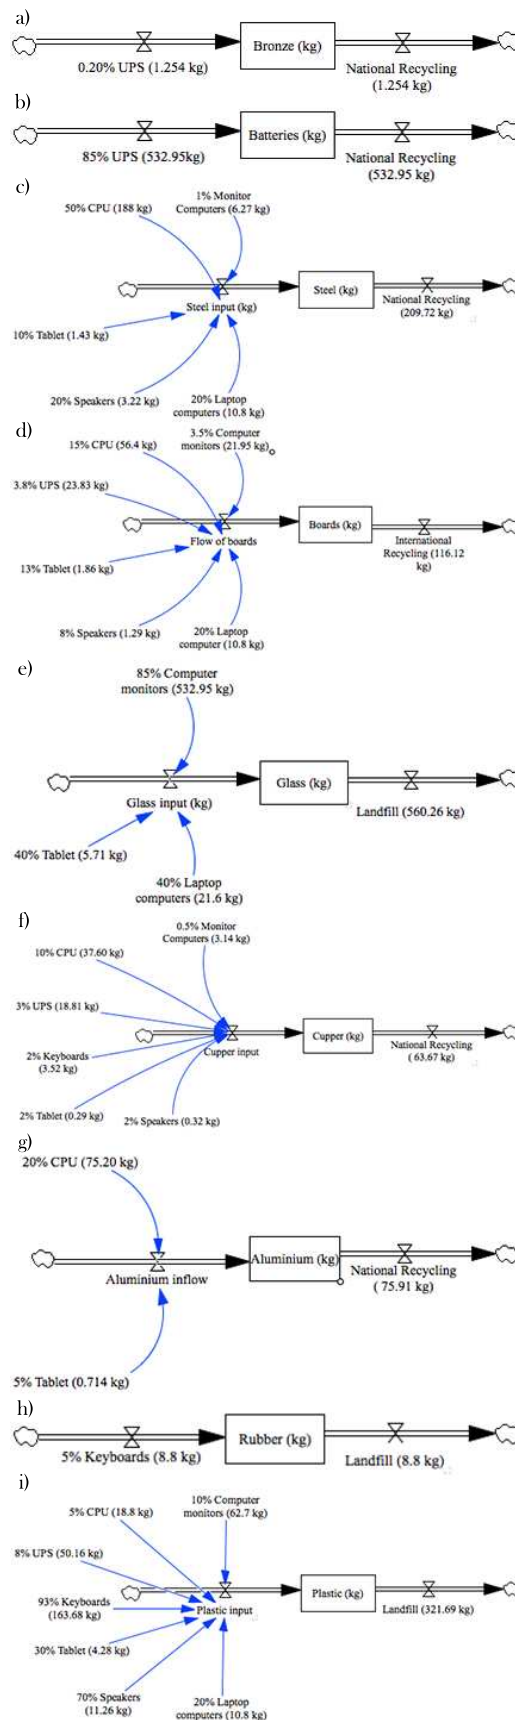 a)
Bronze (kg)
0.20% UPS (1.254 kg)
National Recycling
(1.254 kg)
b)
Batteries (kg)
85% UPS (532.95kg)
National Recycling
(532.95 kg)
c)
1% Monitor
Computers (6.27 kg)
50% CPU (188 kg)
Steel (kg)
Steel input (kg)
National Recycling
(209.72 kg)
10% Tablet (1.43 kg)
20% Speakers (3.22 kg)
20% Laptop
computers (10.8 kg)
d)
3.5% Computer
monitors (21.95 kg)
15% CPU (56.4 kg)
3.8% UPS (23.83 kg)
Boards (kg)
Flow of boards
International
Recycling (116.12
kg)
13% Tablet (1.86 kg)
8% Speakers (1.29 kg)
20% Laptop
computer (10.8 kg)
e)
85% Computer
monitors (532.95 kg)
Glass (kg)
Glass input (kg)
Landfill (560.26 kg)
40% Tablet (5.71 kg)
40% Laptop
computers (21.6 kg)
f)
0.5% Monitor
Computers (3.14 kg)
10% CPU (37.60 kg)
3% UPS (18.81 kg)
Cupper (kg)
Cupper input
National Recycling
( 63.67 kg)
2% Keyboards
(3.52 kg)
2% Tablet (0.29 kg)
2% Speakers (0.32 kg)
g)
20% CPU (75.20 kg)
Aluminium (kg)
Aluminium inflow
National Recycling
( 75.91 kg)
5% Tablet (0.714 kg)
h)
Rubber (kg)
5% Keyboards (8.8 kg)
Landfill (8.8 kg)
i)
10% Computer
monitors (62.7 kg)
5% CPU (18.8 kg)
8% UPS (50.16 kg)
Plastic (kg)
93% Keyboards
(163.68 kg)
Plastic input
Landfill (321.69 kg)
30% Tablet (4.28 kg)
70% Speakers
(11.26 kg)
20% Laptop
computers (10.8 kg)